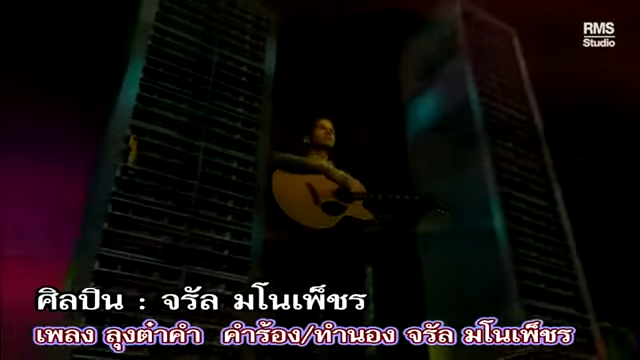 RMS
Studio
ศิลปิน : จรัล มโนเพ็ชร
เพลง ลุงต๋าคำ คำร้อง/ทำนอง จรัล มโนเพ็ชร